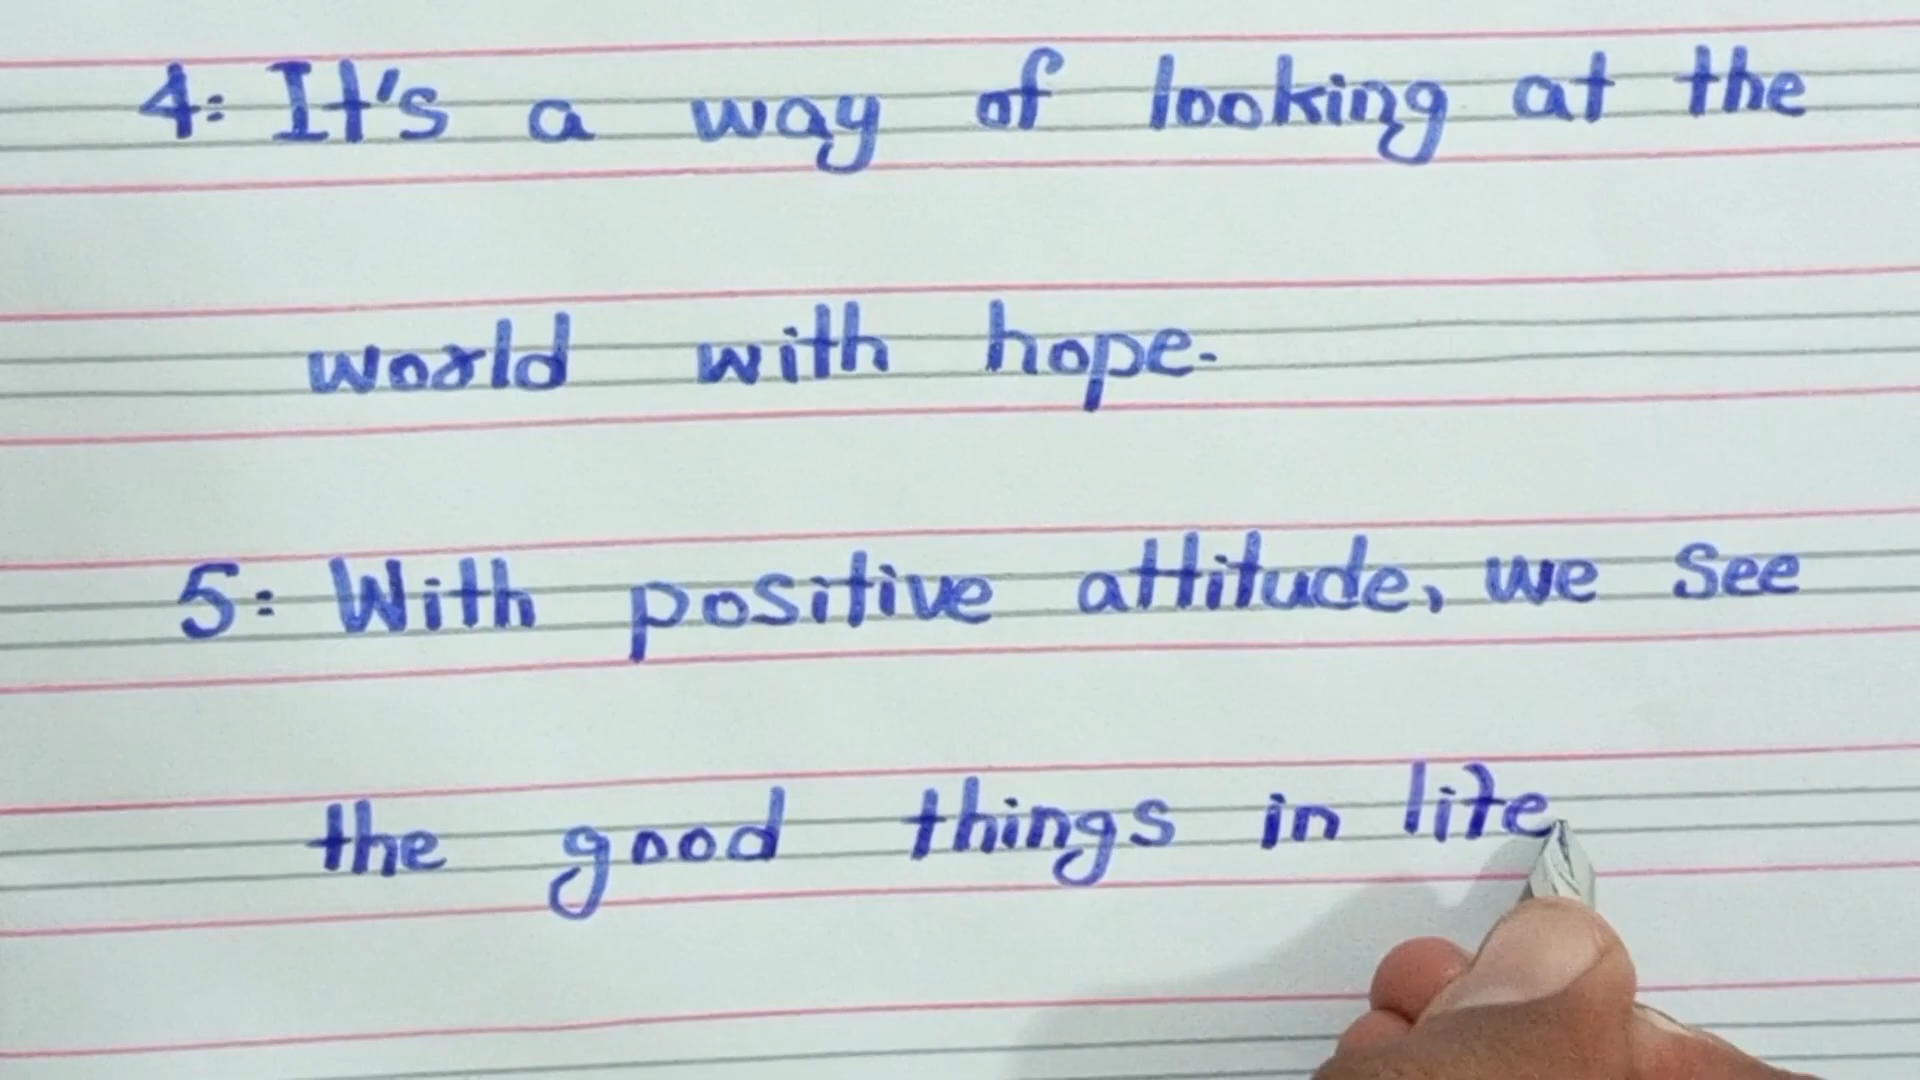 4: It's a way of looking at the
world with hope.
5: With positive attitude, we see
the good things in life